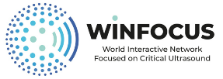 WINFOCUS
World Interactive Network
Focused on Critical Ultrasound